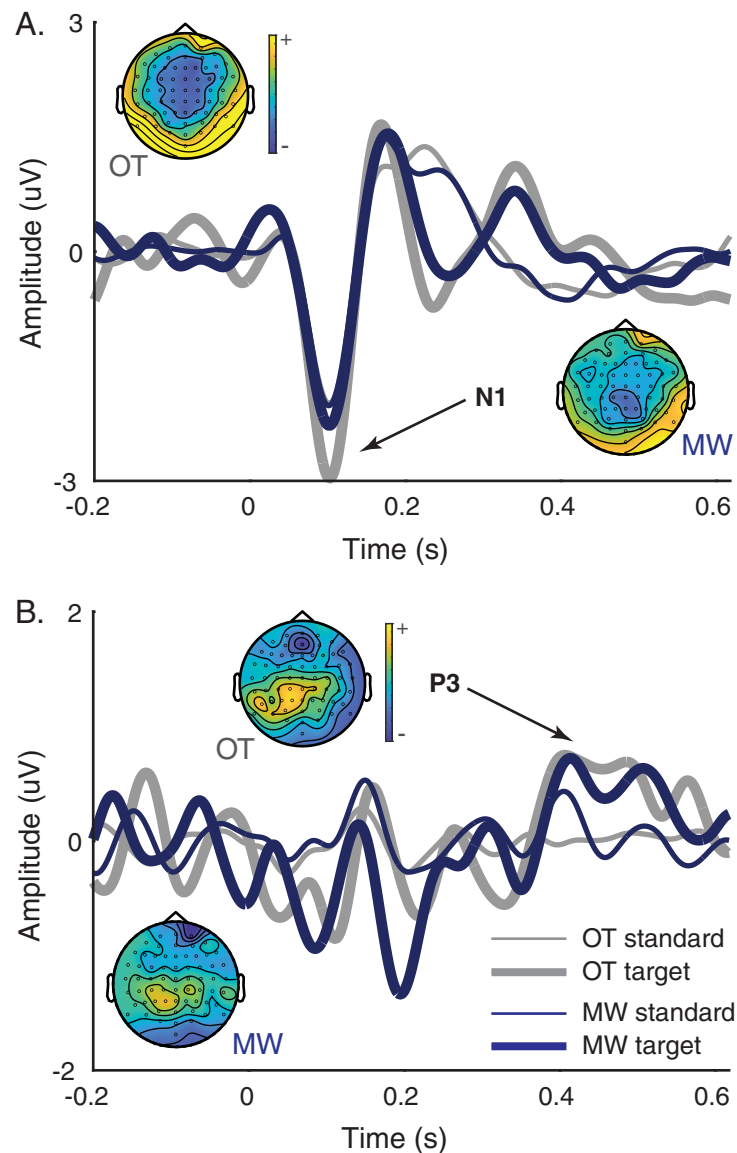 A.
3
+
-
OT
0
Amplitude (uV)
N1
MW
-3
-0.2
0
0.2
0.4
0.6
Time (s)
B.
2
+
-
OT
P3
0
Amplitude (uV)
OT standard
OT target
MW standard
MW target
MW
-2
-0.2
0
0.2
0.4
0.6
Time (s)